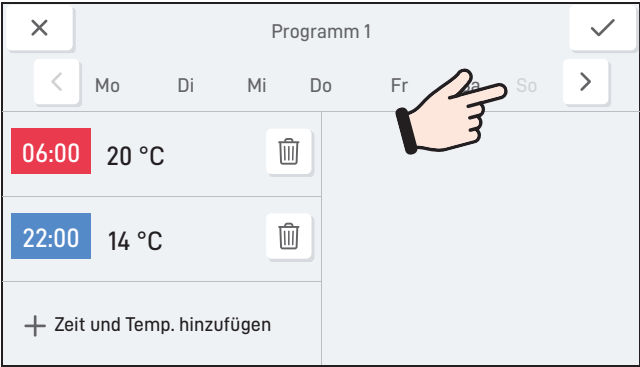 Programm 1
Mo Di Mi Do Fr So
06:00 20 °C
22:00 14 °C
Zeit und Temp. hinzufügen